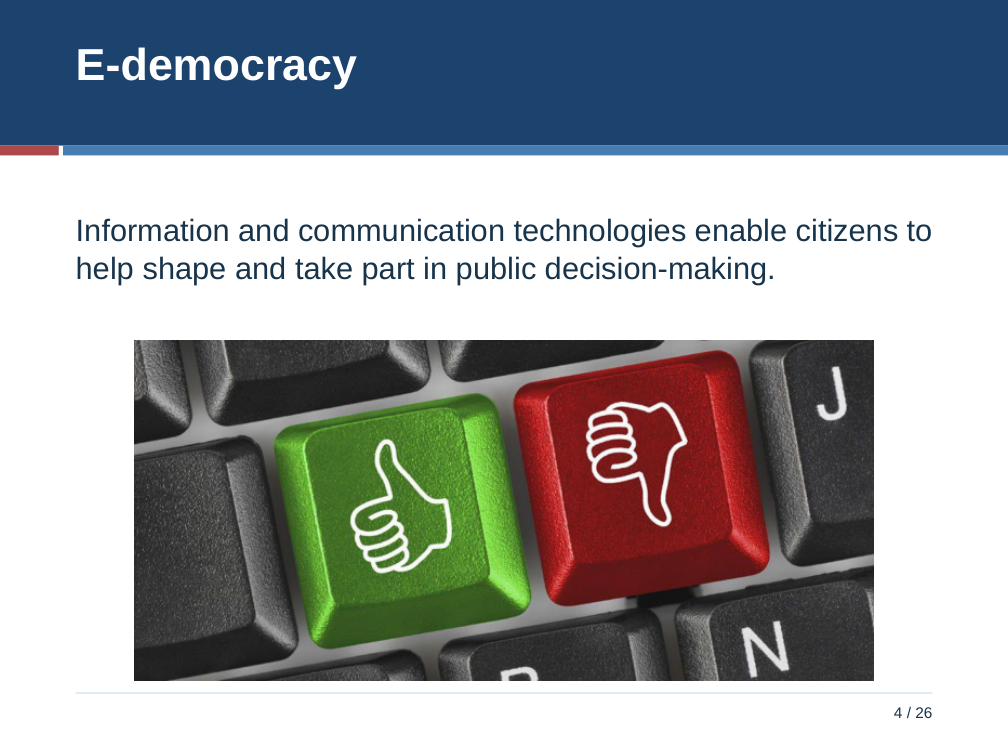 E-democracy
Information and communication technologies enable citizens to
help shape and take part in public decision-making.
J
N
4 / 26